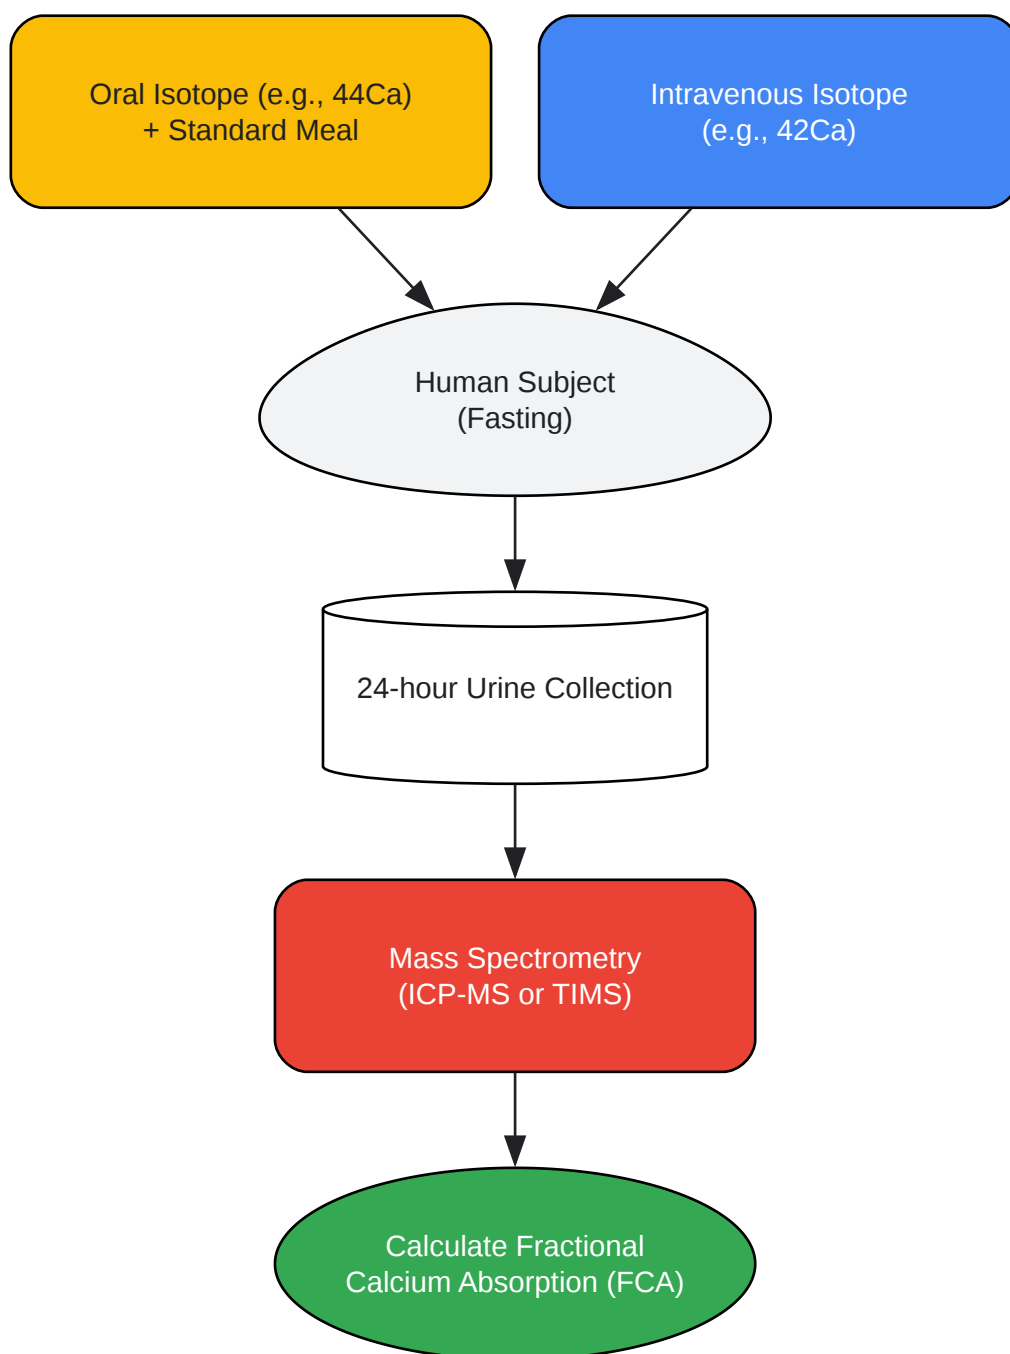 Oral Isotope (e.g., 44Ca)
+ Standard Meal
Intravenous Isotope
(e.g., 42Ca)
Human Subject
(Fasting)
24-hour Urine Collection
Mass Spectrometry
(ICP-MS or TIMS)
Calculate Fractional
Calcium Absorption (FCA)